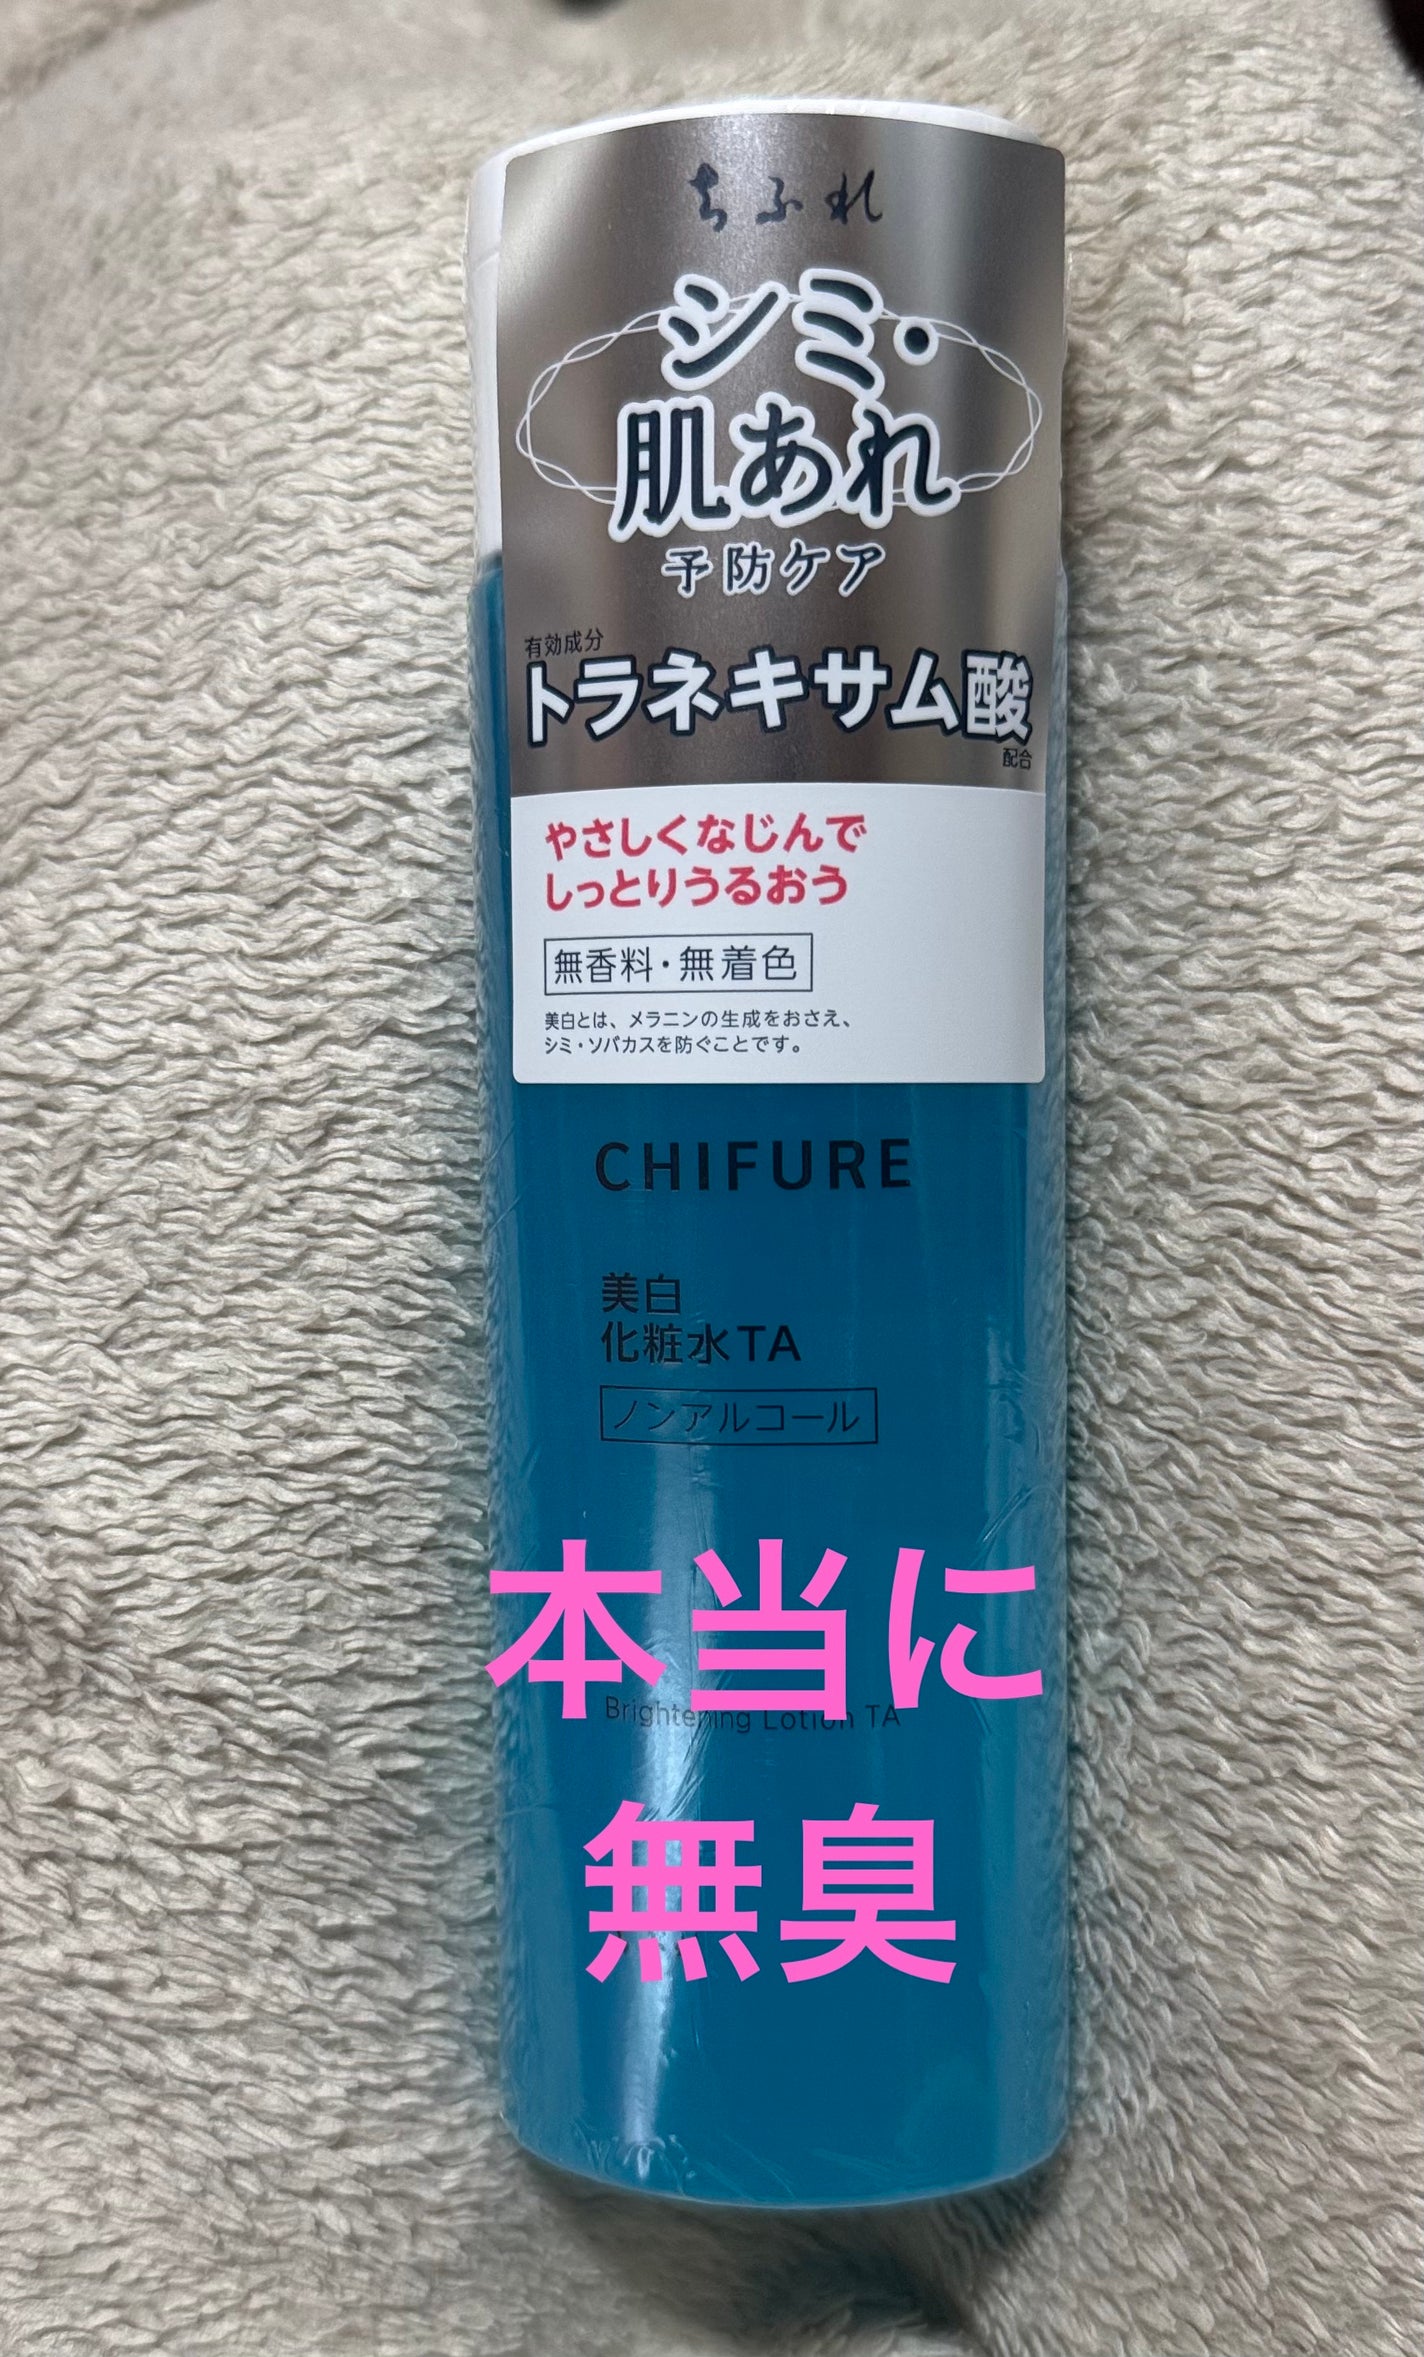 ちふれ
シミ・
肌あれ
予防ケア
有効成分
トラネキサム酸
配合
やさしくなじんで
しっとりうるおう
無香料・無着色
美白とは、メラニンの生成をおさえ、
シミ・ソバカスを防ぐことです。
CHIFURE
美白
化粧水TA
ノンアルコール
本当に
Brightening Lotion TA
無臭